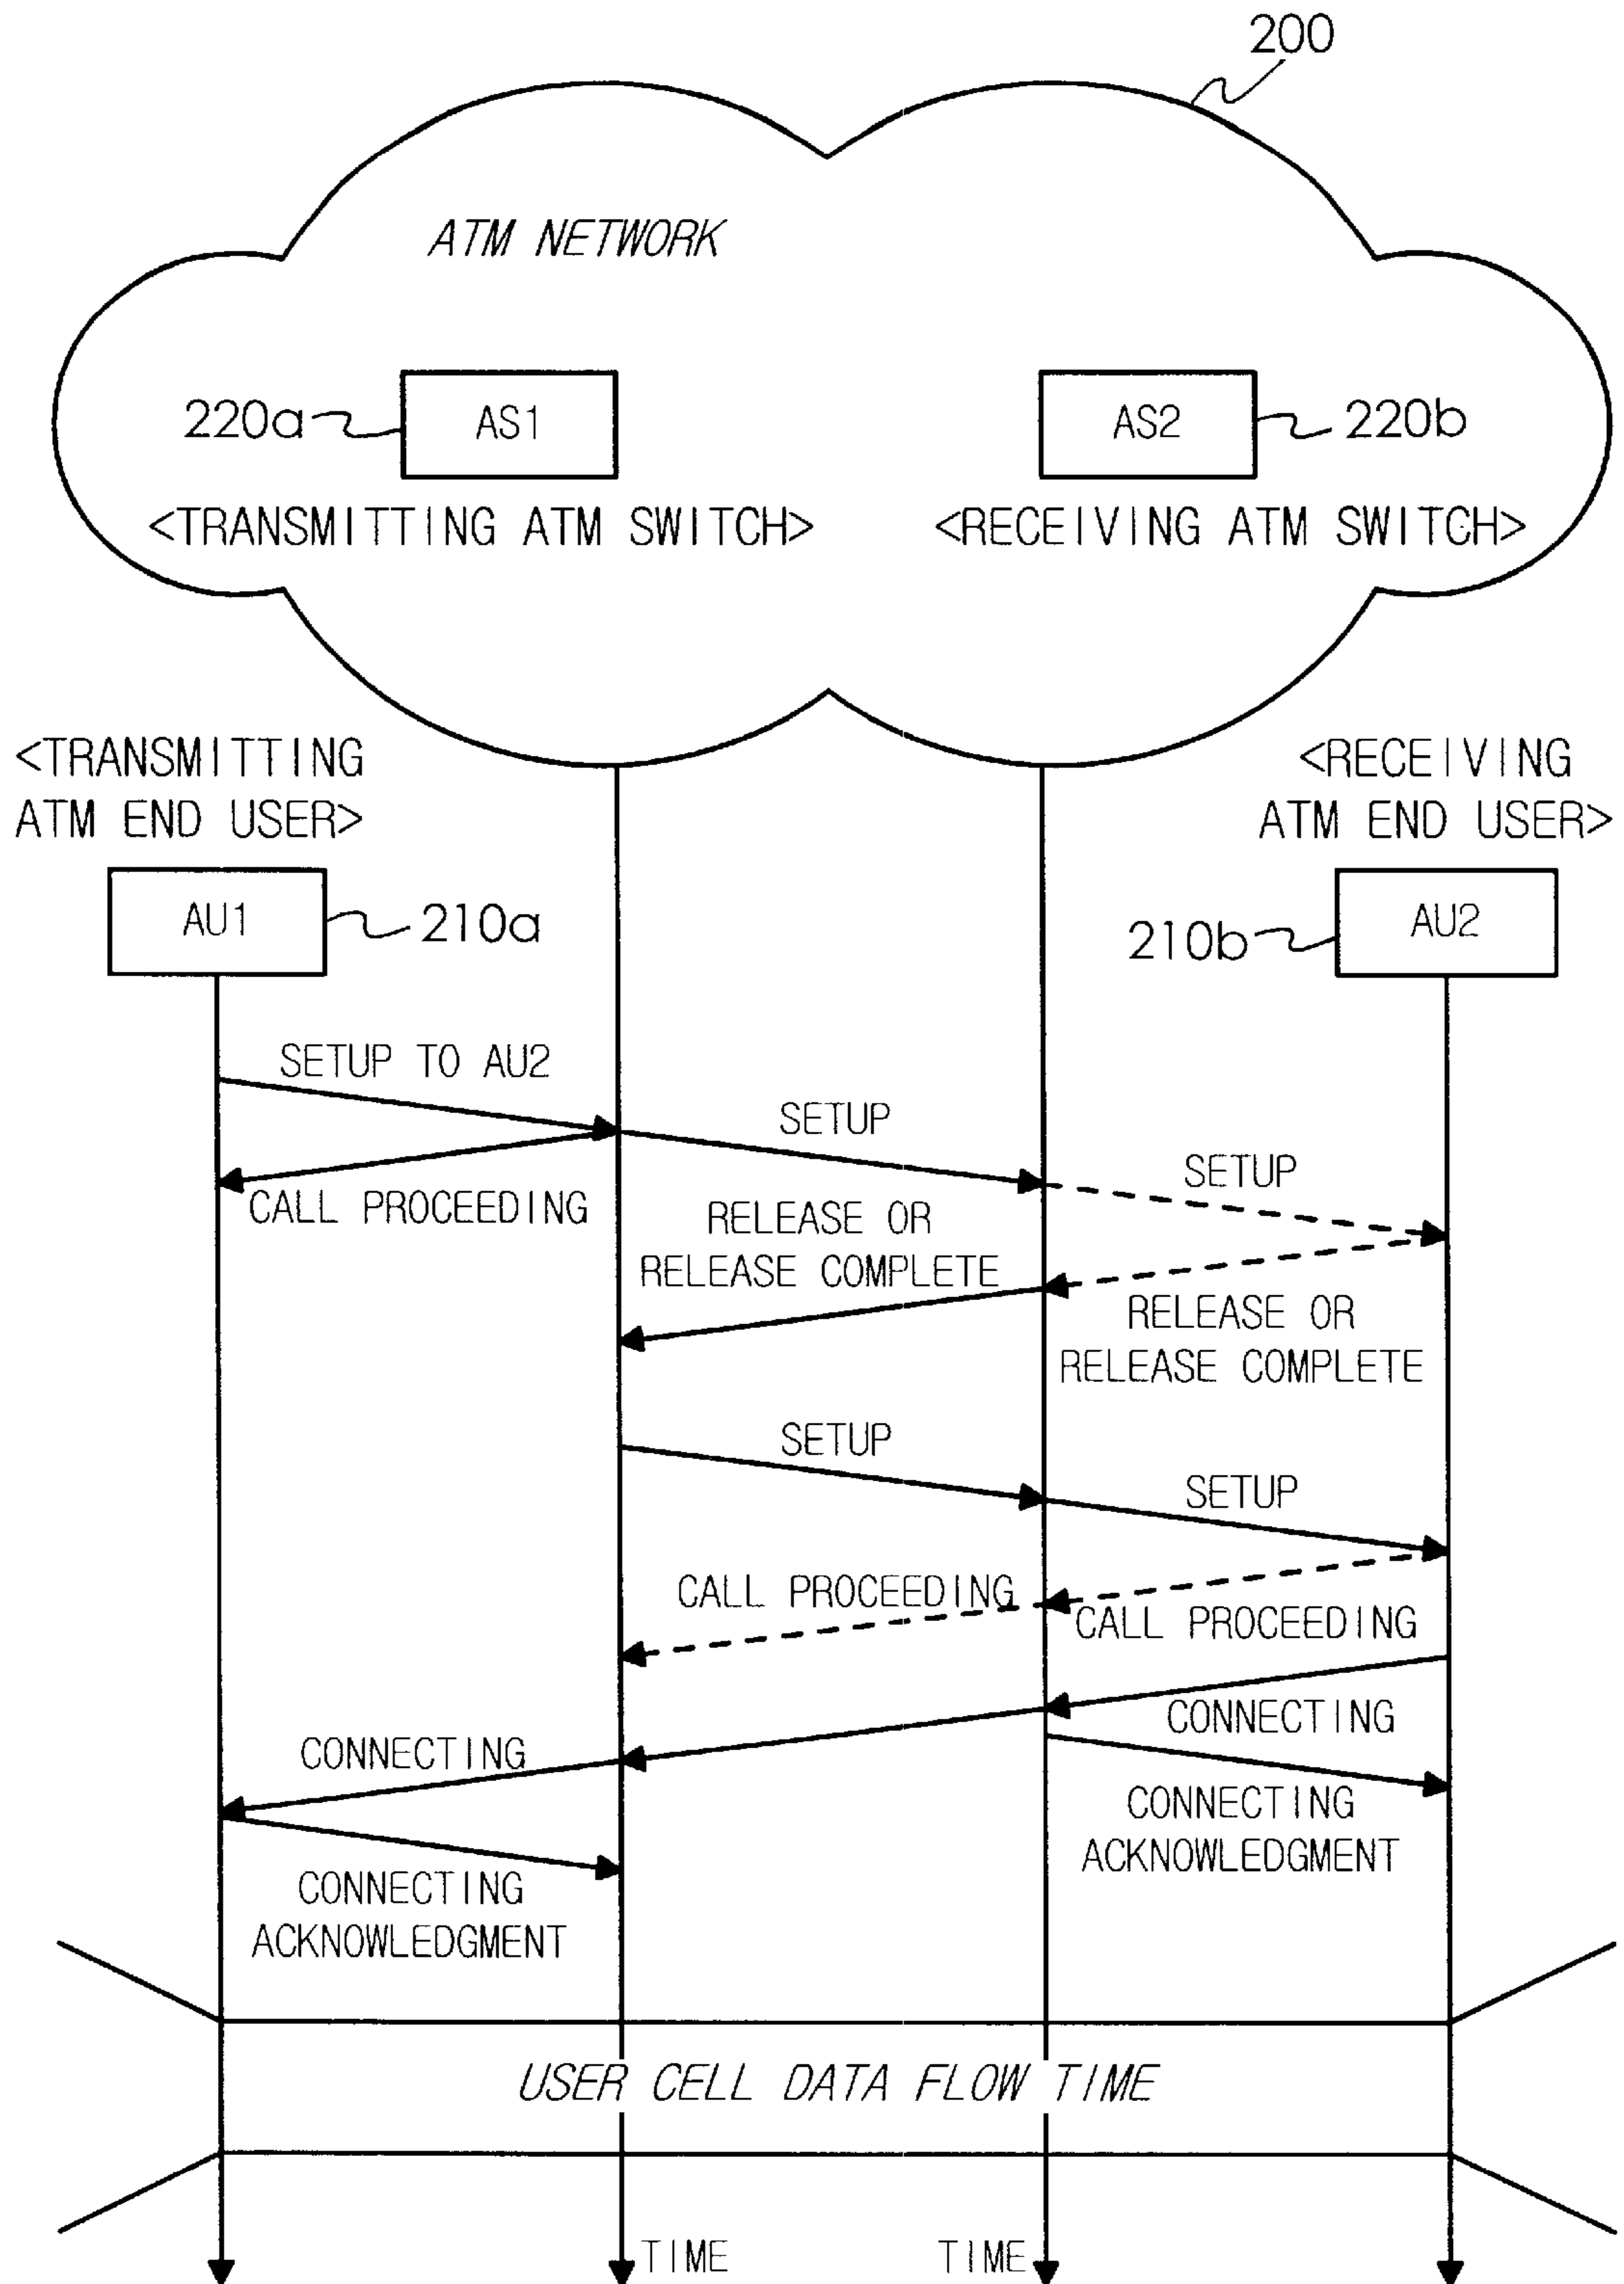 200
ATM NETWORK
220a
AS1
AS2
220b
<TRANSMITTING ATM SWITCH>
<RECEIVING ATM SWITCH>
<TRANSMITTING
ATM END USER>
<RECEIVING
ATM END USER>
AU1
210a
210b
AU2
SETUP TO AU2
SETUP
SETUP
CALL PROCEEDING
RELEASE OR
RELEASE COMPLETE
RELEASE OR
RELEASE COMPLETE
SETUP
SETUP
CALL PROCEEDING
CALL PROCEEDING
CONNECTING
CONNECTING
CONNECTING
ACKNOWLEDGMENT
CONNECTING
ACKNOWLEDGMENT
USER CELL DATA FLOW TIME
TIME
TIME